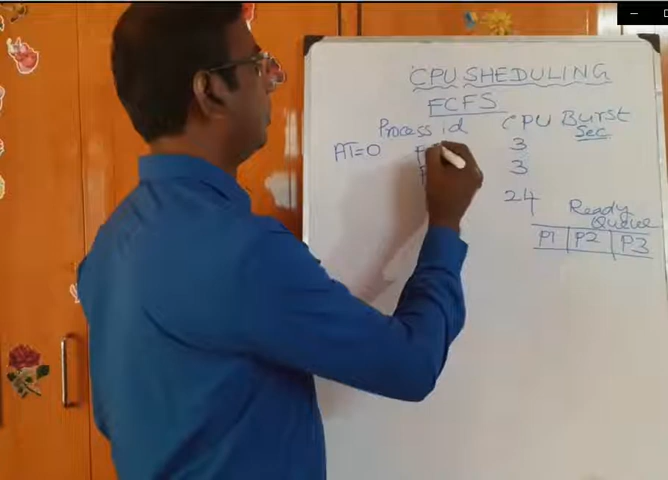 CPU SHEDULING
FCFS
Process id CPU Burst
Sec
AT=0 3
3
24
Ready
Queue
P1 P2 P3